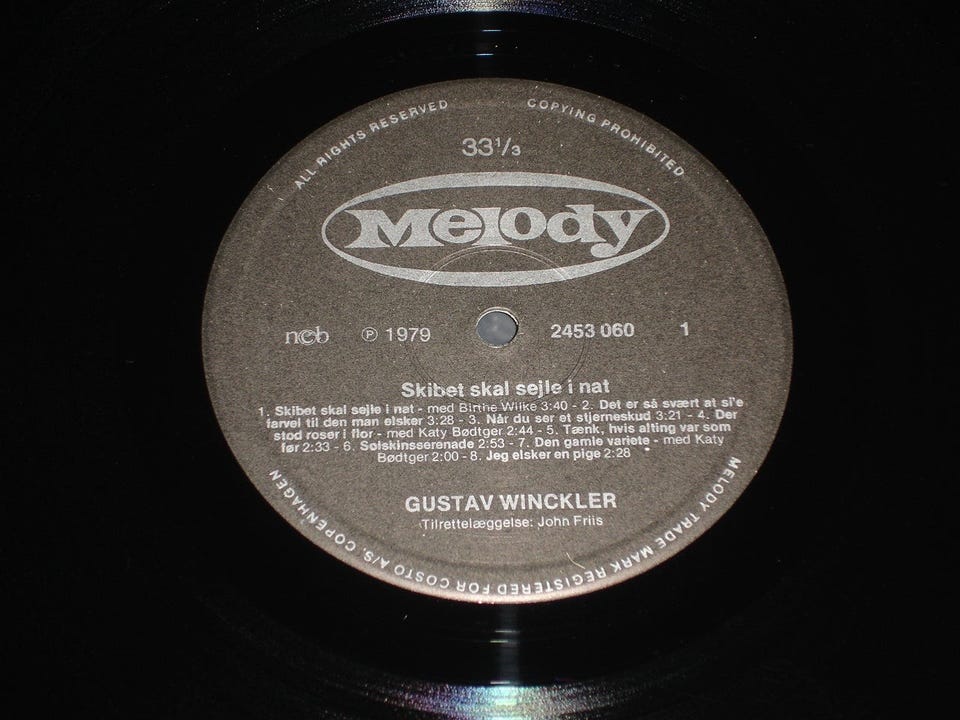 ALL RIGHTS RESERVED
COPYING PROHIBITED
33 1/3
Melody
ncb
℗ 1979
2453 060
1
Skibet skal sejle i nat
1. Skibet skal sejle i nat - med Birthe Wilke 3:40 - 2. Det er så svært at si'e
farvel til den man elsker 3:28 - 3. Når du ser et stjerneskud 3:21 - 4. Der
stod roser i flor - med Katy Bødtger 2:44 - 5. Tænk, hvis alting var som
før 2:33 - 6. Solskinserenade 2:53 - 7. Den gamle variete - med Katy
Bødtger 2:00 - 8. Jeg elsker en pige 2:28
GUSTAV WINCKLER
Tilrettelæggelse: John Friis
MELODY TRADE MARK REGISTERED FOR COSTO A/S, COPENHAGEN